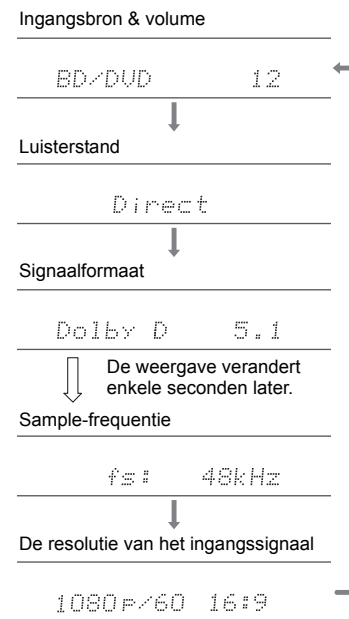 Ingangsbron & volume
BD/DVD 12
Luisterstand
Direct
Signaalformaat
Dolby D 5.1
De weergave verandert
enkele seconden later.
Sample-frequentie
fs: 48kHz
De resolutie van het ingangssignaal
1080p/60 16:9